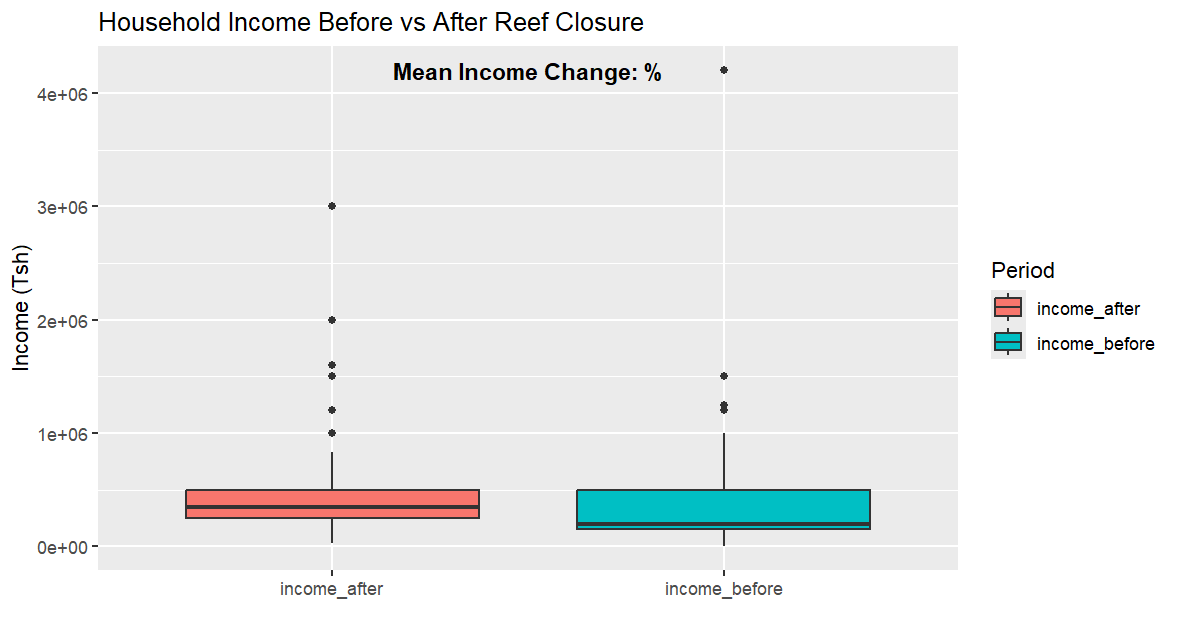 Household Income Before vs After Reef Closure
Mean Income Change: %
Income (Tsh)
4e+06
3e+06
2e+06
1e+06
0e+00
income_after
income_before
Period
income_after
income_before